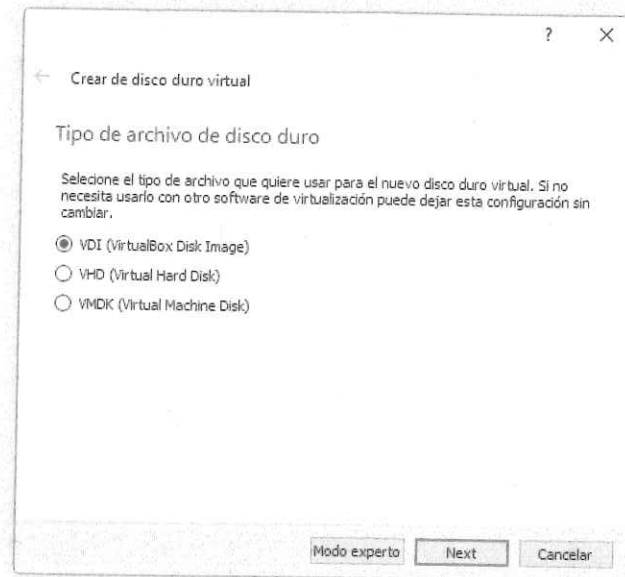 ? ×
← Crear de disco duro virtual
Tipo de archivo de disco duro
Selecione el tipo de archivo que quiere usar para el nuevo disco duro virtual. Si no
necesita usarlo con otro software de virtualización puede dejar esta configuración sin
cambiar.
VDI (VirtualBox Disk Image)
VHD (Virtual Hard Disk)
VMDK (Virtual Machine Disk)
Modo experto Next Cancelar